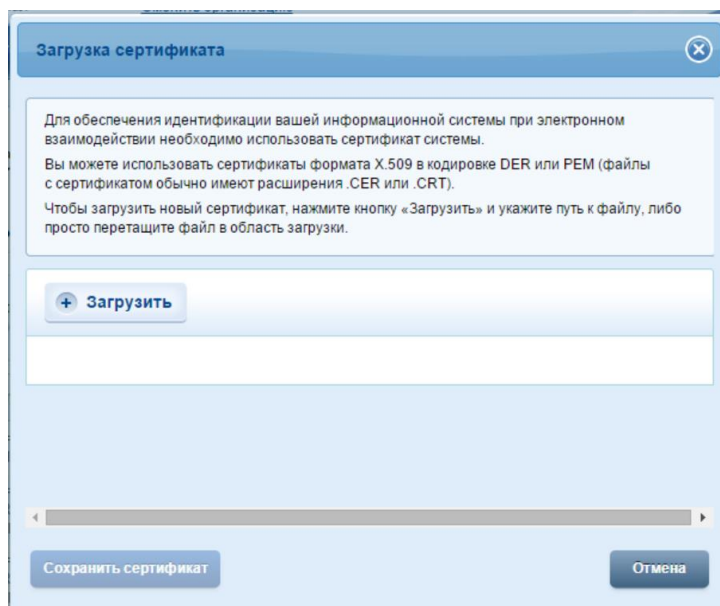 Загрузка сертификата
Для обеспечения идентификации вашей информационной системы при электронном
взаимодействии необходимо использовать сертификат системы.
Вы можете использовать сертификаты формата X.509 в кодировке DER или PEM (файлы
с сертификатом обычно имеют расширения .CER или .CRT).
Чтобы загрузить новый сертификат, нажмите кнопку «Загрузить» и укажите путь к файлу, либо
просто перетащите файл в область загрузки.
Загрузить
Сохранить сертификат
Отмена